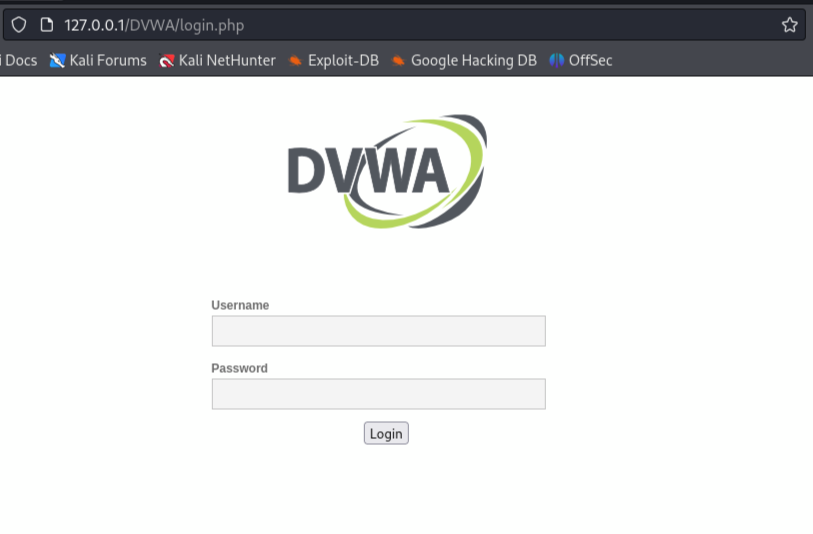 127.0.0.1/DVWA/login.php
i Docs Kali Forums Kali NetHunter Exploit-DB Google Hacking DB OffSec
DVWA
Username
Password
Login